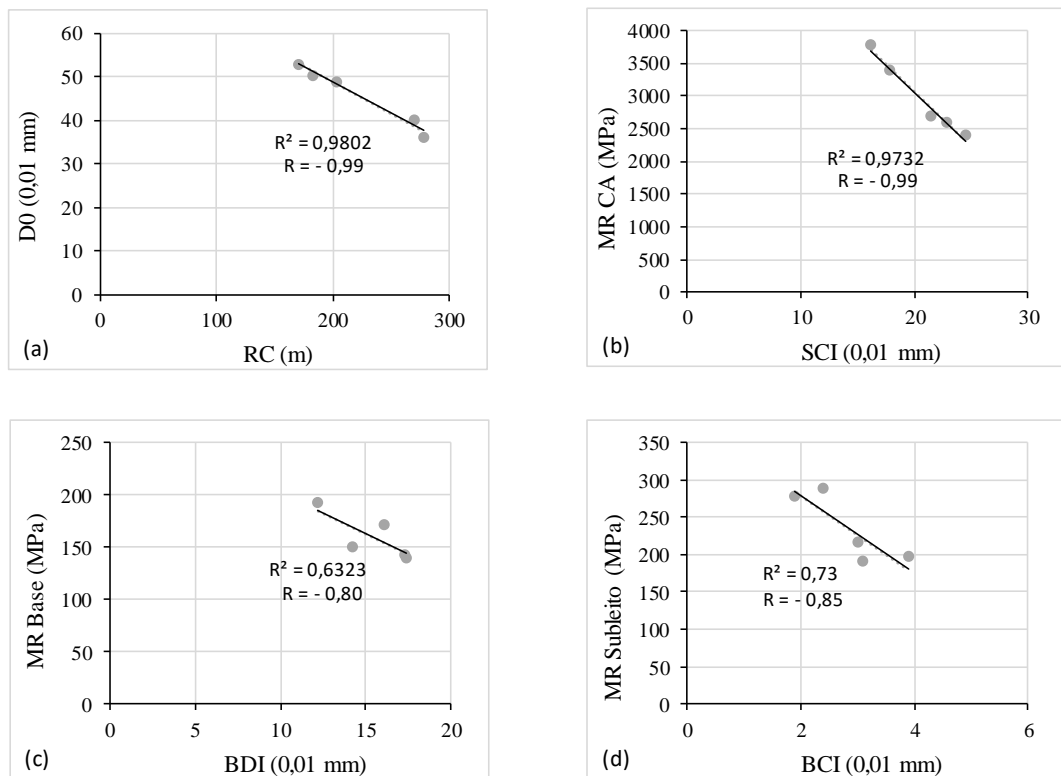 60
50
40
30
20
10
0
D0 (0,01 mm)
R² = 0,9802
R = - 0,99
0
100
200
300
(a)
RC (m)
4000
3500
3000
2500
2000
1500
1000
500
0
MR CA (MPa)
R² = 0,9732
R = - 0,99
0
10
20
30
(b)
SCI (0,01 mm)
250
200
150
100
50
0
MR Base (MPa)
R² = 0,6323
R = - 0,80
0
5
10
15
20
(c)
BDI (0,01 mm)
350
300
250
200
150
100
50
0
MR Subleito (MPa)
R² = 0,73
R = - 0,85
0
2
4
6
(d)
BCI (0,01 mm)